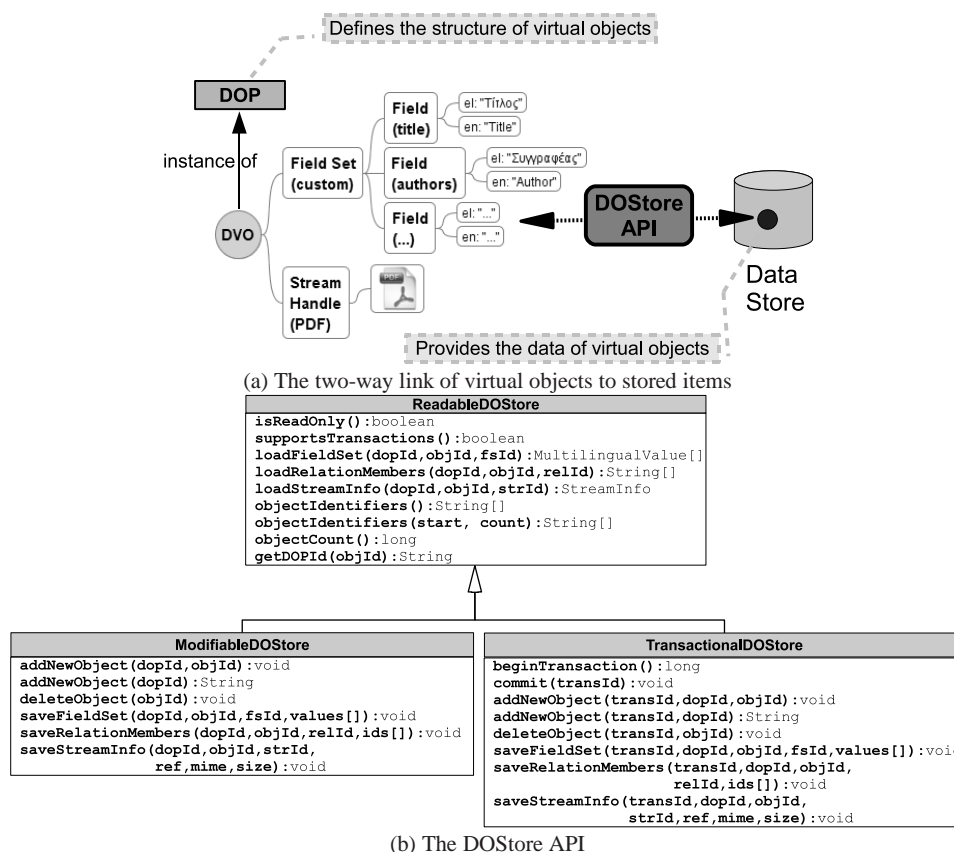 Defines the structure of virtual objects
DOP
instance of
DVO
Field Set
(custom)
Field
(title)
el: "Τίτλος"
en: "Title"
Field
(authors)
el: "Συγγραφέας"
en: "Author"
Field
(...)
el: "..."
en: "..."
Stream
Handle
(PDF)
PDF
DOStore
API
Data
Store
Provides the data of virtual objects
(a) The two-way link of virtual objects to stored items
ReadableDOStore
isReadOnly():boolean
supportsTransactions():boolean
loadFieldSet(dopId,objId,fsId):MultilingualValue[]
loadRelationMembers(dopId,objId,relId):String[]
loadStreamInfo(dopId,objId,strId):StreamInfo
objectIdentifiers():String[]
objectIdentifiers(start, count):String[]
objectCount():long
getDOPId(objId):String
ModifiableDOStore
addNewObject(dopId,objId):void
addNewObject(dopId):String
deleteObject(objId):void
saveFieldSet(dopId,objId,fsId,values[]):void
saveRelationMembers(dopId,objId,relId,ids[]):void
saveStreamInfo(dopId,objId,strId,
ref,mime,size):void
TransactionalDOStore
beginTransaction():long
commit(transId):void
addNewObject(transId,dopId,objId):void
addNewObject(transId,dopId):String
deleteObject(transId,objId):void
saveFieldSet(transId,dopId,objId,fsId,values[]):void
saveRelationMembers(transId,dopId,objId,
relId,ids[]):void
saveStreamInfo(transId,dopId,objId,
strId,ref,mime,size):void
(b) The DOStore API